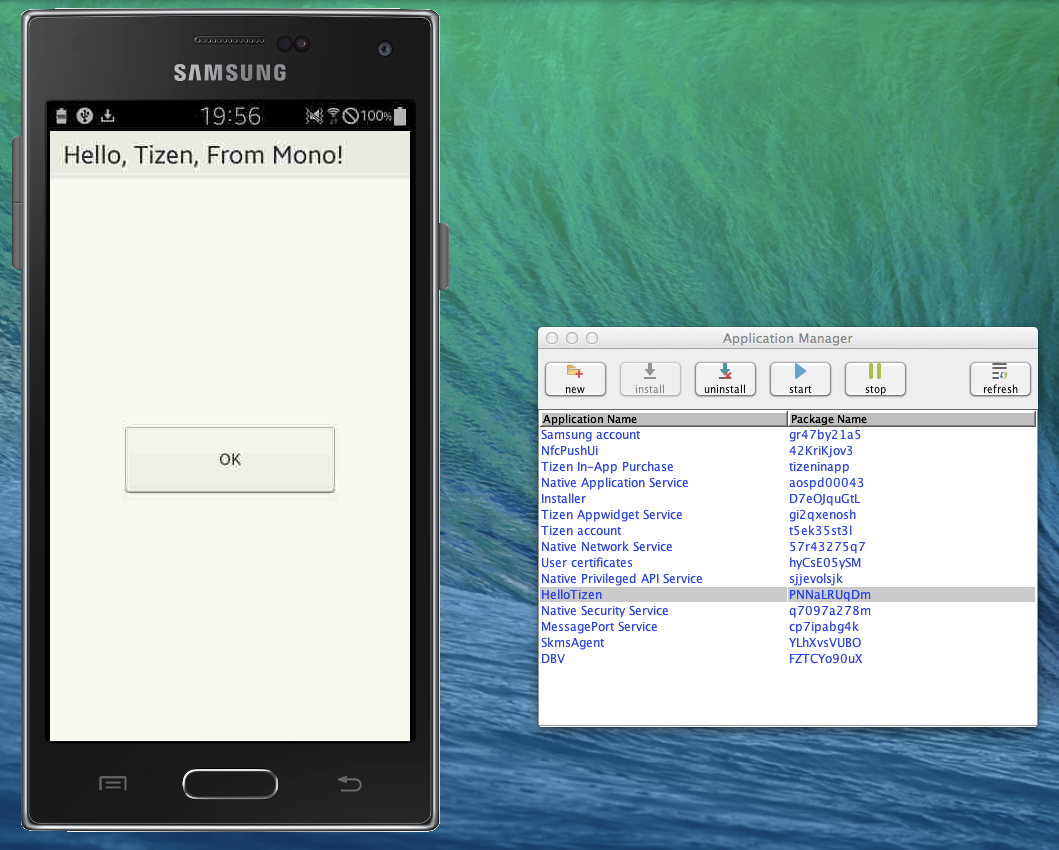 SAMSUNG
19:56
100%
Hello, Tizen, From Mono!
OK
Application Manager
new install uninstall start stop refresh
Application Name Package Name
Samsung account gr47by21a5
NfcPushUi 42KriKjov3
Tizen In-App Purchase tizeninapp
Native Application Service aospd00043
Installer D7eOJquGtL
Tizen Appwidget Service gi2qxenosh
Tizen account t5ek35st3l
Native Network Service 57r43275q7
User certificates hyCsE05ySM
Native Privileged API Service sjjevolsjk
HelloTizen PNNaLRUqDm
Native Security Service q7097a278m
MessagePort Service cp7ipabg4k
SkmsAgent YLhXvsVUBO
DBV FZTCYo90uX